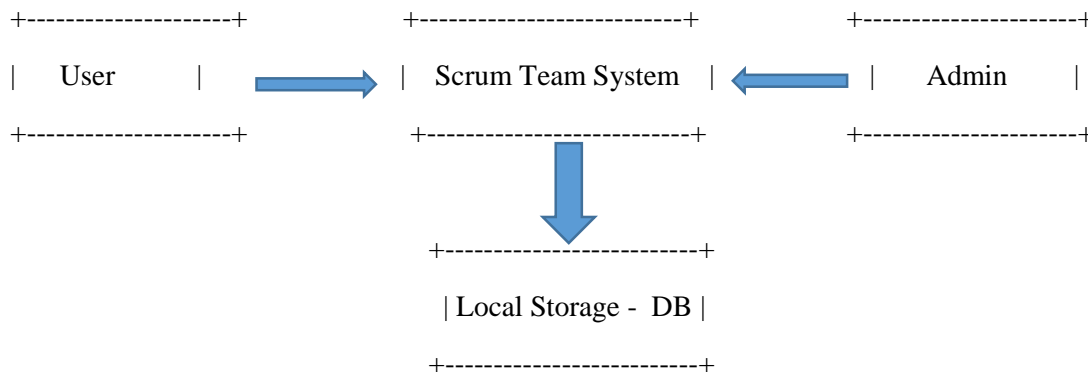 +----------------------+ +---------------------------+ +-----------------------+
| User | | Scrum Team System | | Admin |
+----------------------+ +---------------------------+ +-----------------------+
+---------------------------+
| Local Storage - DB |
+---------------------------+